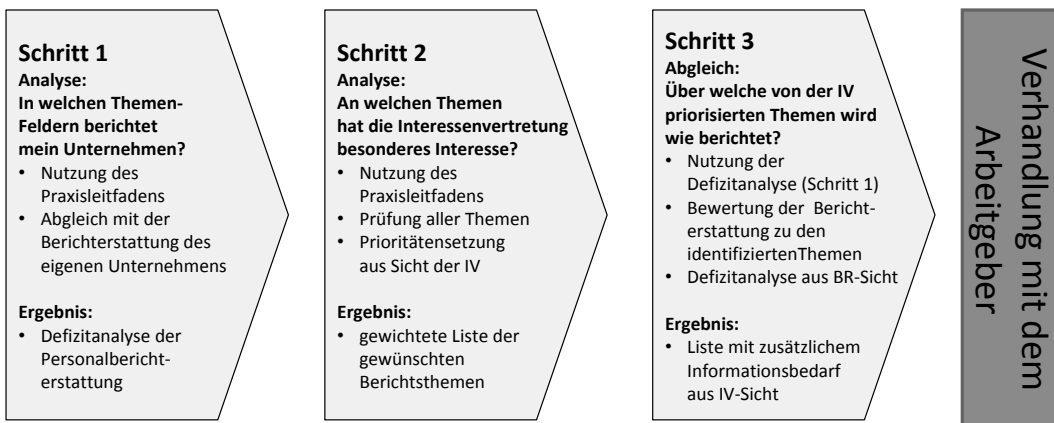 Schritt 1
Analyse:
In welchen Themen-
Feldern berichtet
mein Unternehmen?
• Nutzung des
Praxisleitfadens
• Abgleich mit der
Berichterstattung des
eigenen Unternehmens
Ergebnis:
• Defizitanalyse der
Personalbericht-
erstattung
Schritt 2
Analyse:
An welchen Themen
hat die Interessenvertretung
besonderes Interesse?
• Nutzung des
Praxisleitfadens
• Prüfung aller Themen
• Prioritätensetzung
aus Sicht der IV
Ergebnis:
• gewichtete Liste der
gewünschten
Berichtsthemen
Schritt 3
Abgleich:
Über welche von der IV
priorisierten Themen wird
wie berichtet?
• Nutzung der
Defizitanalyse (Schritt 1)
• Bewertung der Bericht-
erstattung zu den
identifiziertenThemen
• Defizitanalyse aus BR-Sicht
Ergebnis:
• Liste mit zusätzlichem
Informationsbedarf
aus IV-Sicht
Verhandlung mit dem
Arbeitgeber